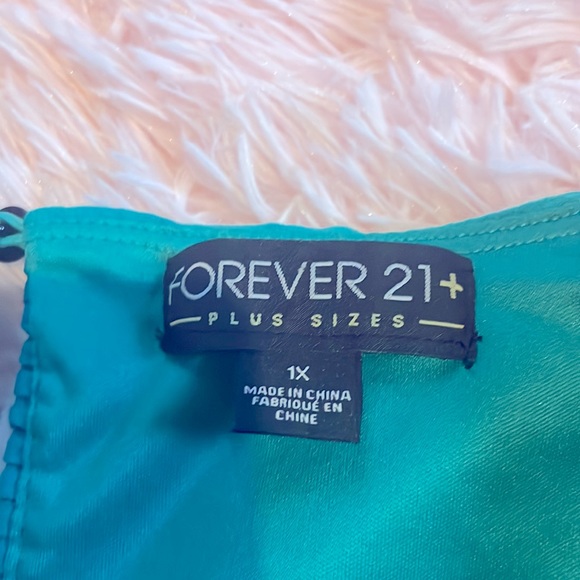 FOREVER 21+
PLUS SIZES
1X
MADE IN CHINA
FABRIQUÉ EN
CHINE